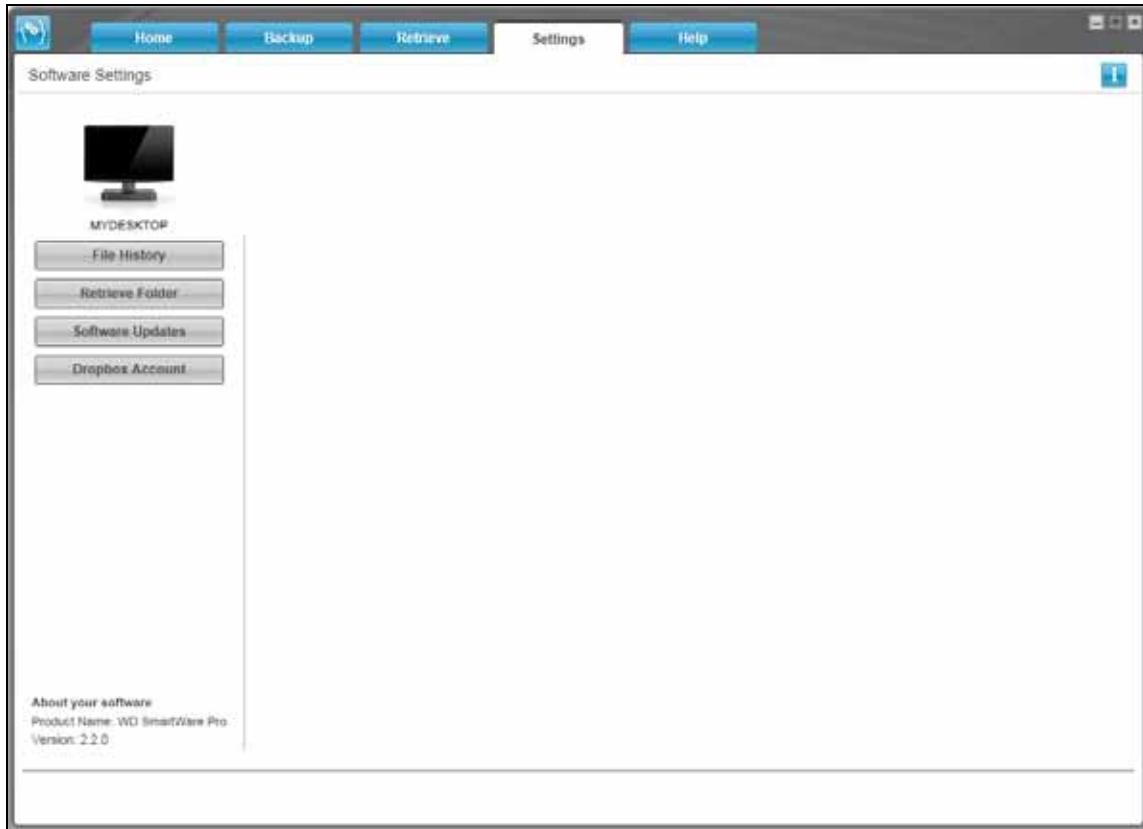 Home Backup Retrieve Settings Help
Software Settings
i
MYDESKTOP
File History
Retrieve Folder
Software Updates
Dropbox Account
About your software
Product Name: WD SmartWare Pro
Version: 2.2.0